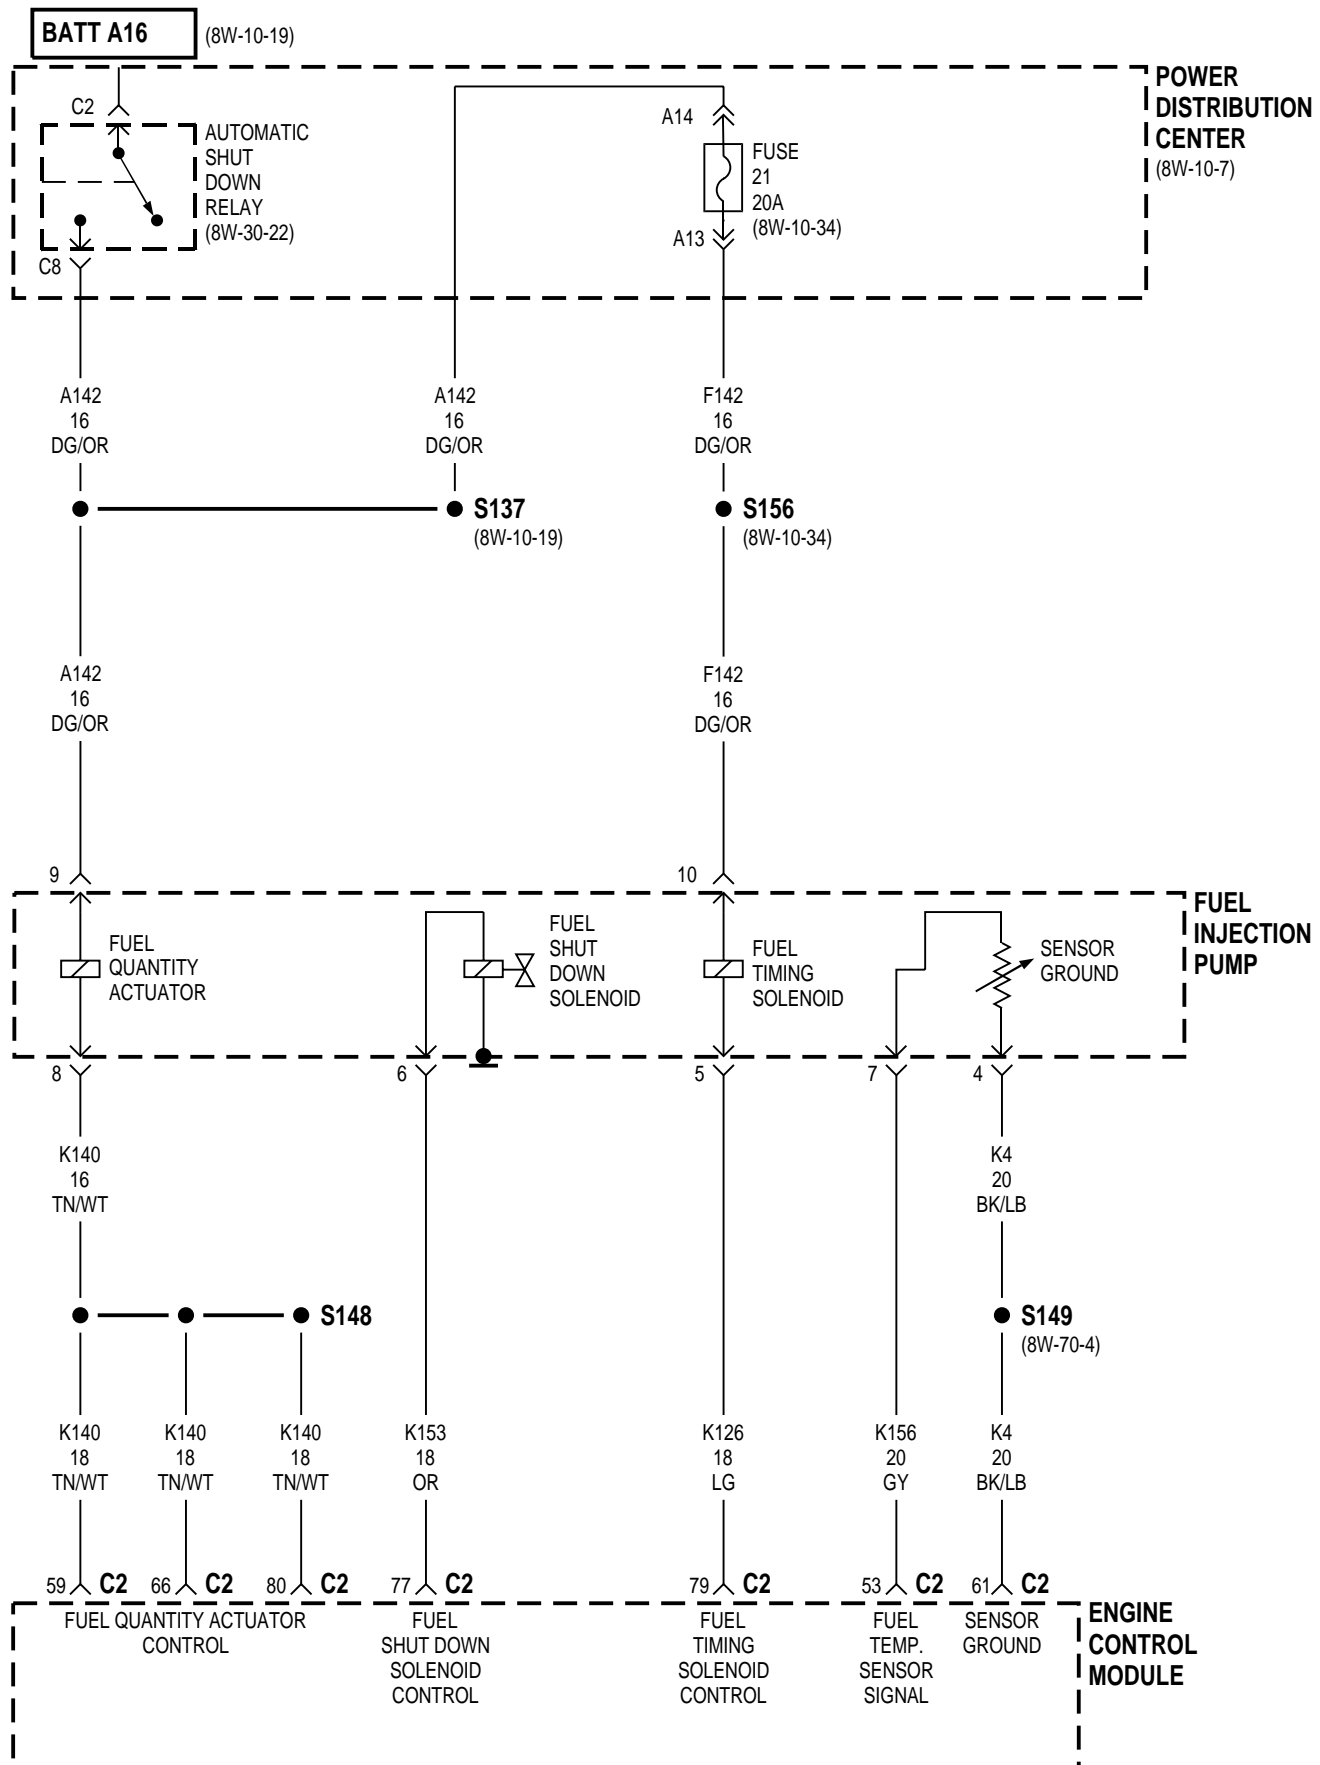 BATT A16
(8W-10-19)
POWER
DISTRIBUTION
CENTER
(8W-10-7)
C2
AUTOMATIC
SHUT
DOWN
RELAY
(8W-30-22)
C8
A14
FUSE
21
20A
(8W-10-34)
A13
A142
16
DG/OR
A142
16
DG/OR
F142
16
DG/OR
S137
(8W-10-19)
S156
(8W-10-34)
A142
16
DG/OR
F142
16
DG/OR
9
10
FUEL
INJECTION
PUMP
FUEL
QUANTITY
ACTUATOR
FUEL
SHUT
DOWN
SOLENOID
FUEL
TIMING
SOLENOID
SENSOR
GROUND
8
6
5
7
4
K140
16
TN/WT
K4
20
BK/LB
S148
S149
(8W-70-4)
K140
18
TN/WT
K140
18
TN/WT
K140
18
TN/WT
K153
18
OR
K126
18
LG
K156
20
GY
K4
20
BK/LB
59 C2
66 C2
80 C2
77 C2
79 C2
53 C2
61 C2
FUEL QUANTITY ACTUATOR
CONTROL
FUEL
SHUT DOWN
SOLENOID
CONTROL
FUEL
TIMING
SOLENOID
CONTROL
FUEL
TEMP.
SENSOR
SIGNAL
SENSOR
GROUND
ENGINE
CONTROL
MODULE